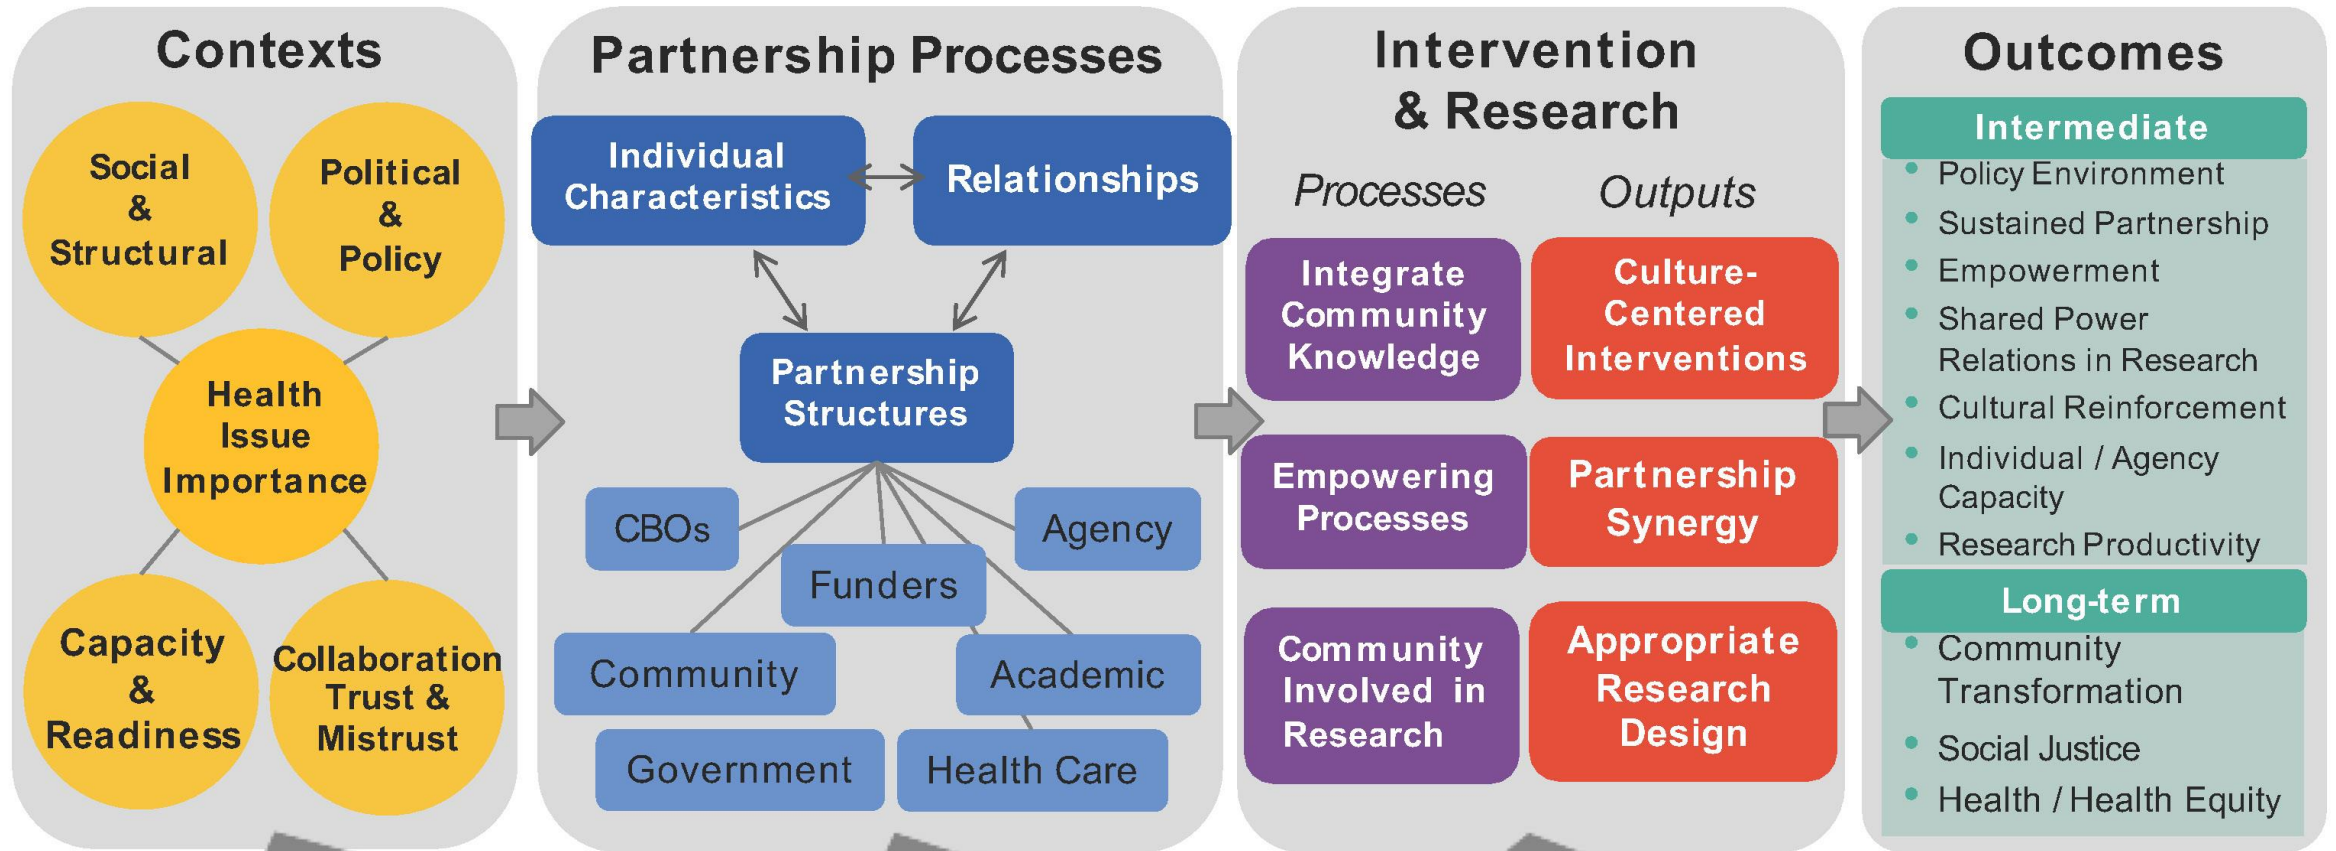 Contexts
Social
&
Structural
Political
&
Policy
Health
Issue
Importance
Capacity
&
Readiness
Collaboration
Trust &
Mistrust
Partnership Processes
Individual
Characteristics
Relationships
Partnership
Structures
CBOs
Agency
Funders
Community
Academic
Government
Health Care
Intervention
& Research
Processes
Outputs
Integrate
Community
Knowledge
Culture-
Centered
Interventions
Empowering
Processes
Partnership
Synergy
Community
Involved in
Research
Appropriate
Research
Design
Outcomes
Intermediate
• Policy Environment
• Sustained Partnership
• Empowerment
• Shared Power
Relations in Research
• Cultural Reinforcement
• Individual / Agency
Capacity
• Research Productivity
Long-term
• Community
Transformation
• Social Justice
• Health / Health Equity